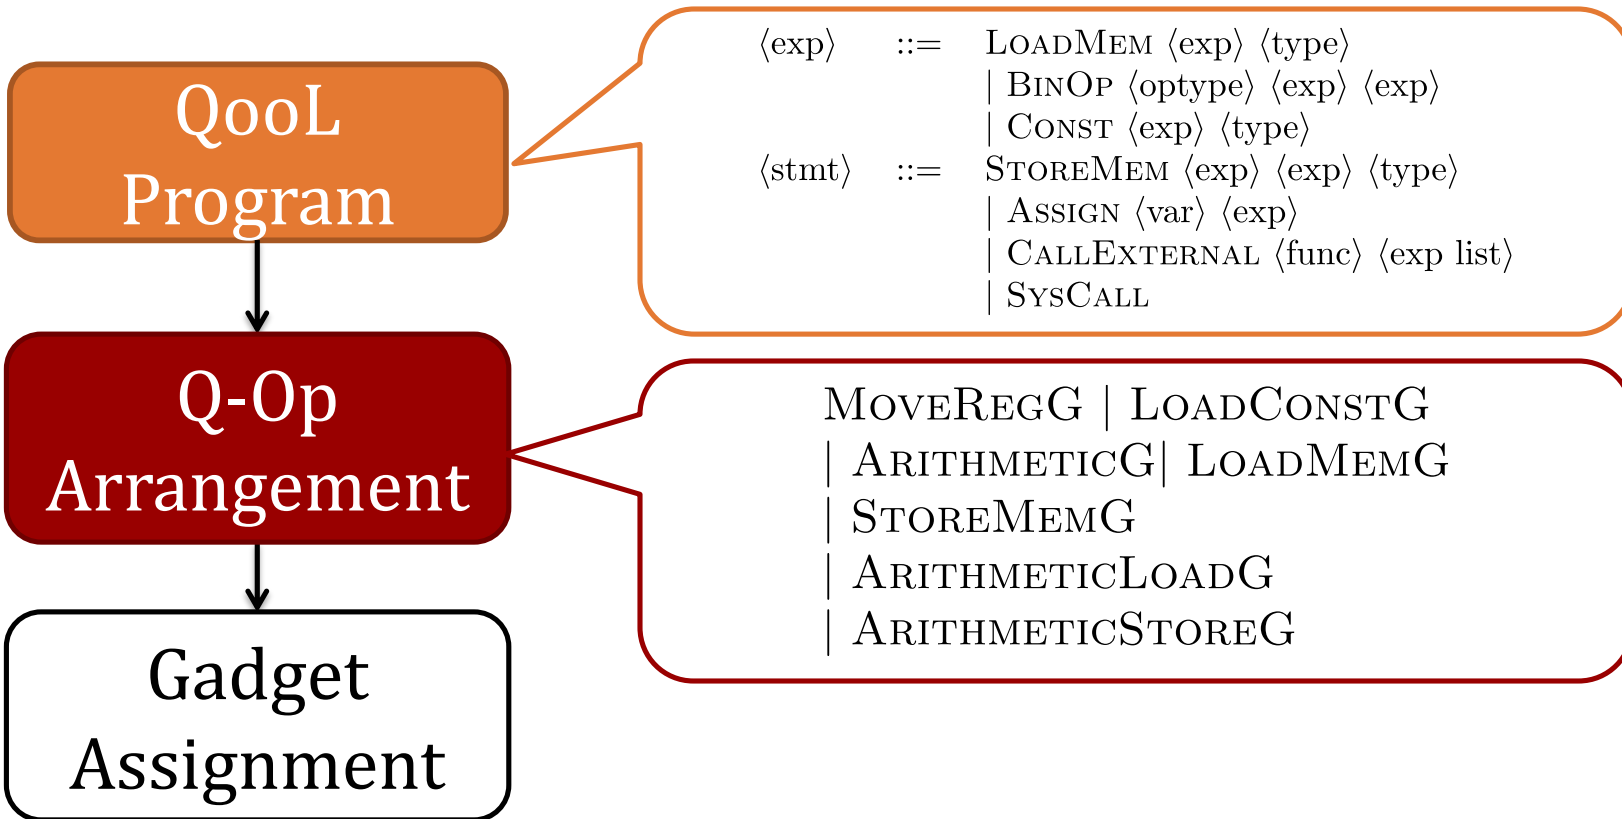 QooL
Program
⟨exp⟩ ::= LOADMEM ⟨exp⟩ ⟨type⟩
| BINOP ⟨optype⟩ ⟨exp⟩ ⟨exp⟩
| CONST ⟨exp⟩ ⟨type⟩
⟨stmt⟩ ::= STOREMEM ⟨exp⟩ ⟨exp⟩ ⟨type⟩
| ASSIGN ⟨var⟩ ⟨exp⟩
| CALLEXTERNAL ⟨func⟩ ⟨exp list⟩
| SYSCALL
Q-Op
Arrangement
MOVEREGG | LOADCONSTG
| ARITHMETICG| LOADMEMG
| STOREMEMG
| ARITHMETICLOADG
| ARITHMETICSTOREG
Gadget
Assignment